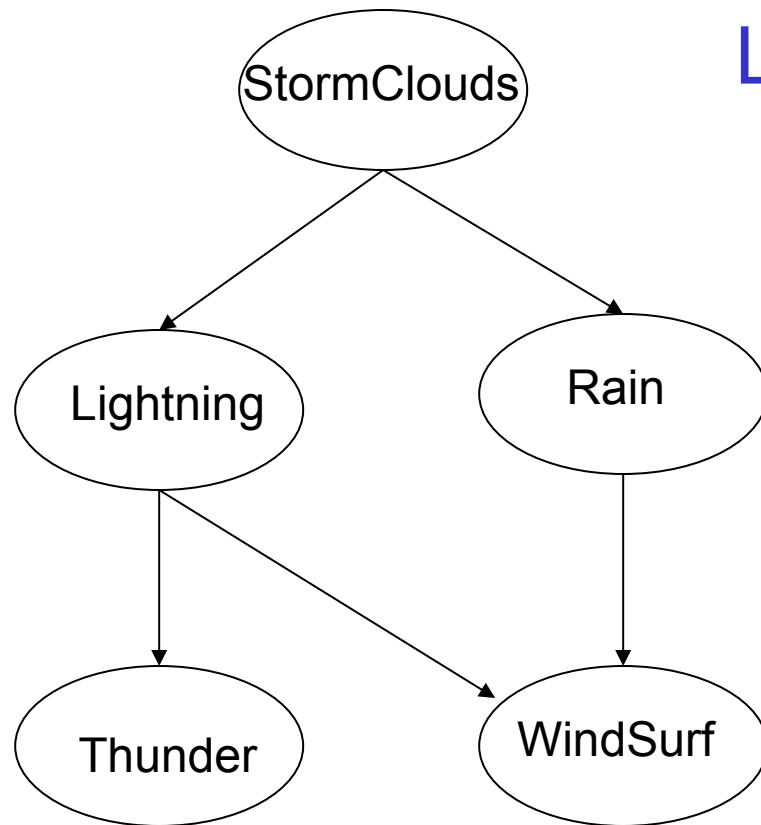 L
StormClouds
Lightning
Rain
Thunder
WindSurf